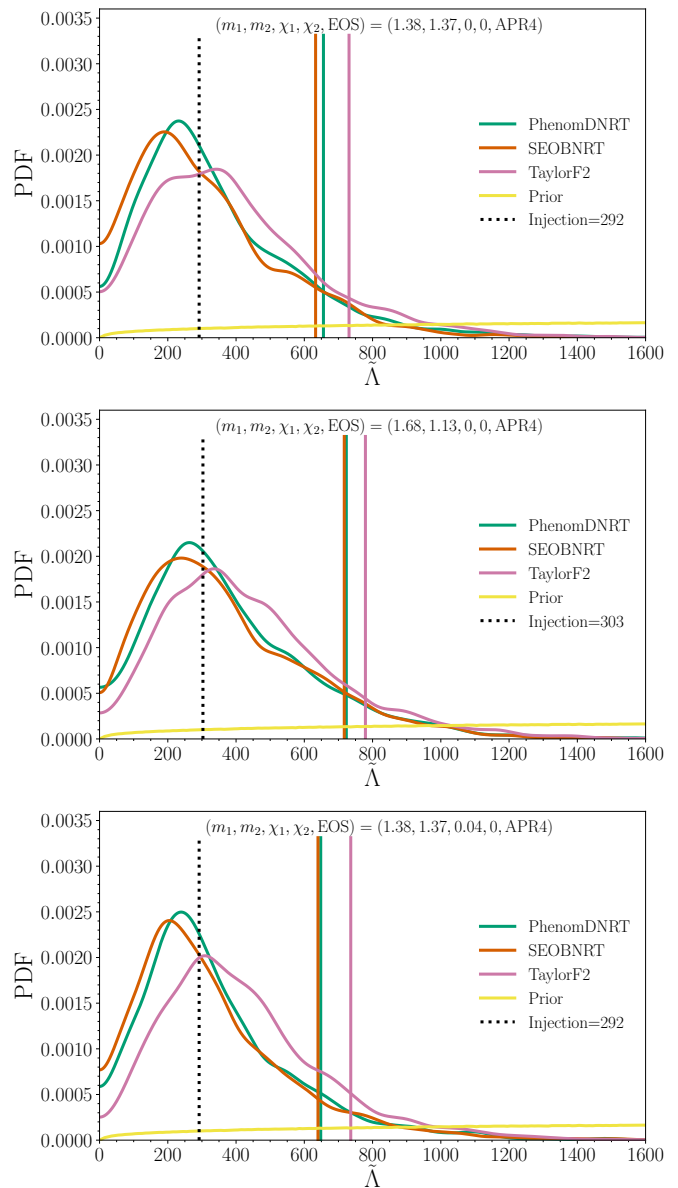 (m₁, m₂, χ₁, χ₂, EOS) = (1.38, 1.37, 0, 0, APR4)
0.0035
0.0030
0.0025
0.0020
0.0015
0.0010
0.0005
0.0000
PDF
PhenomDNRT
SEOBNRT
TaylorF2
Prior
Injection=292
0 200 400 600 800 1000 1200 1400 1600
Λ̃
(m₁, m₂, χ₁, χ₂, EOS) = (1.68, 1.13, 0, 0, APR4)
0.0035
0.0030
0.0025
0.0020
0.0015
0.0010
0.0005
0.0000
PDF
PhenomDNRT
SEOBNRT
TaylorF2
Prior
Injection=303
0 200 400 600 800 1000 1200 1400 1600
Λ̃
(m₁, m₂, χ₁, χ₂, EOS) = (1.38, 1.37, 0.04, 0, APR4)
0.0035
0.0030
0.0025
0.0020
0.0015
0.0010
0.0005
0.0000
PDF
PhenomDNRT
SEOBNRT
TaylorF2
Prior
Injection=292
0 200 400 600 800 1000 1200 1400 1600
Λ̃